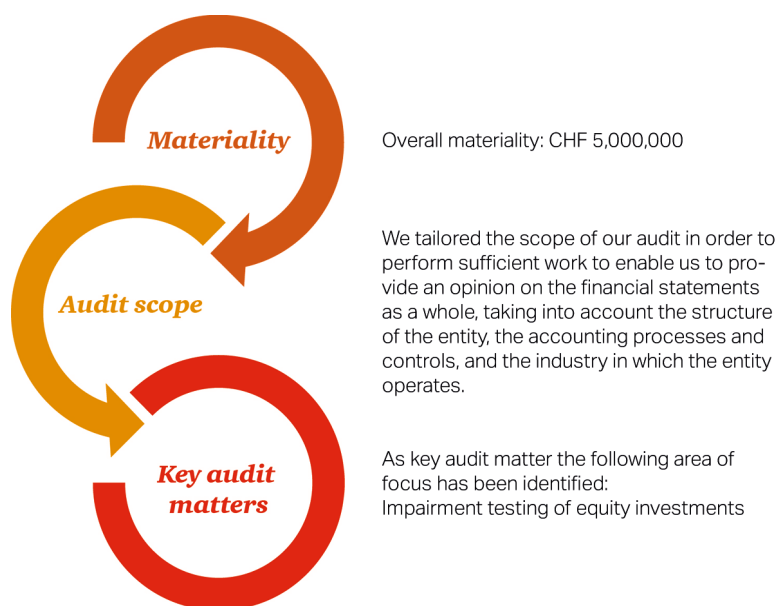 Materiality
Overall materiality: CHF 5,000,000
Audit scope
We tailored the scope of our audit in order to
perform sufficient work to enable us to pro-
vide an opinion on the financial statements
as a whole, taking into account the structure
of the entity, the accounting processes and
controls, and the industry in which the entity
operates.
Key audit
matters
As key audit matter the following area of
focus has been identified:
Impairment testing of equity investments